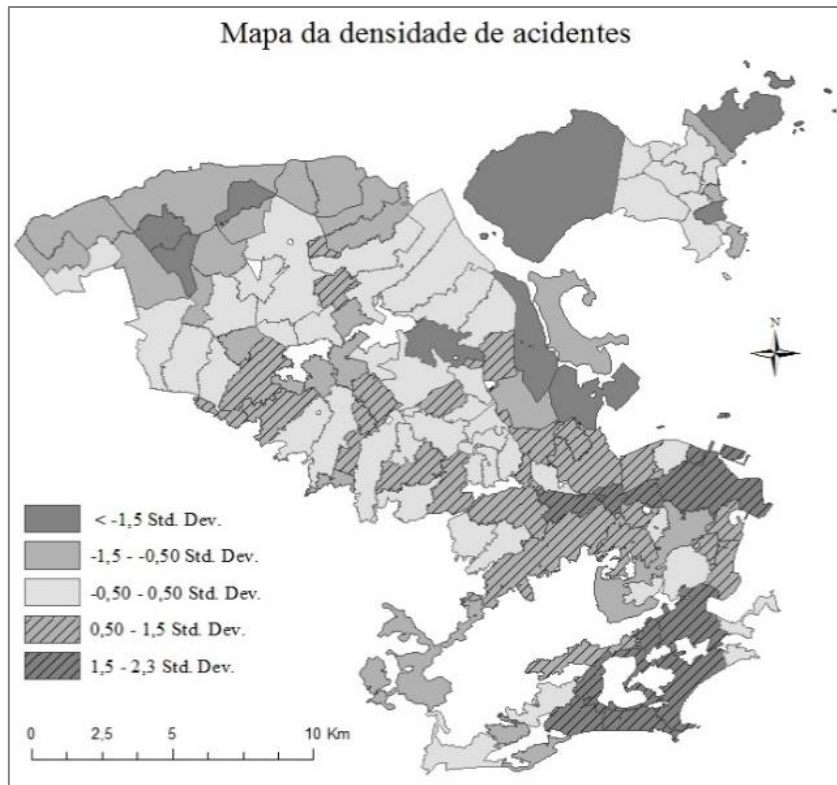 Mapa da densidade de acidentes
N
< -1,5 Std. Dev.
-1,5 - -0,50 Std. Dev.
-0,50 - 0,50 Std. Dev.
0,50 - 1,5 Std. Dev.
1,5 - 2,3 Std. Dev.
0 2,5 5 10 Km